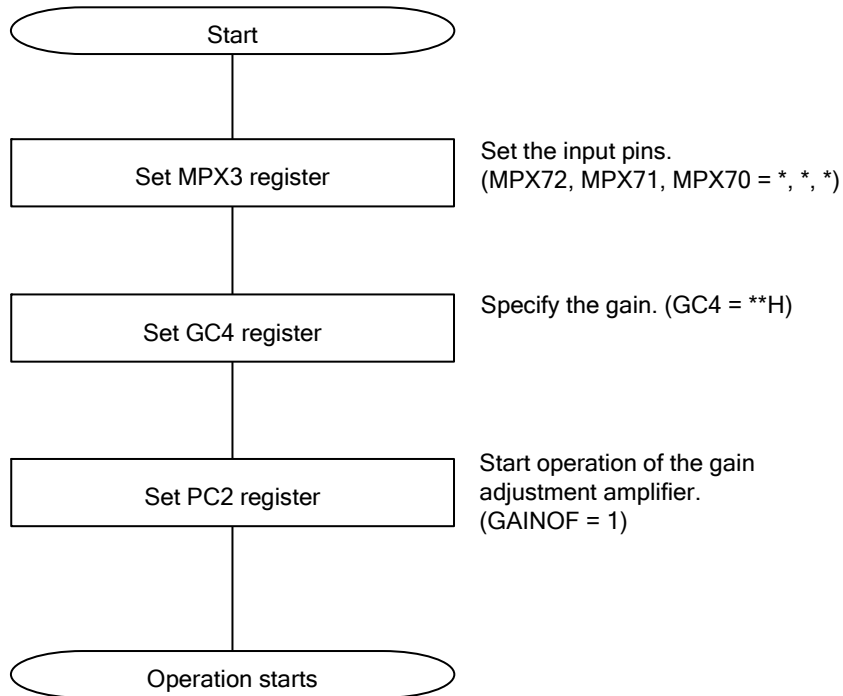 Start
Set MPX3 register
Set the input pins.
(MPX72, MPX71, MPX70 = *, *, *)
Set GC4 register
Specify the gain. (GC4 = **H)
Set PC2 register
Start operation of the gain
adjustment amplifier.
(GAINOF = 1)
Operation starts